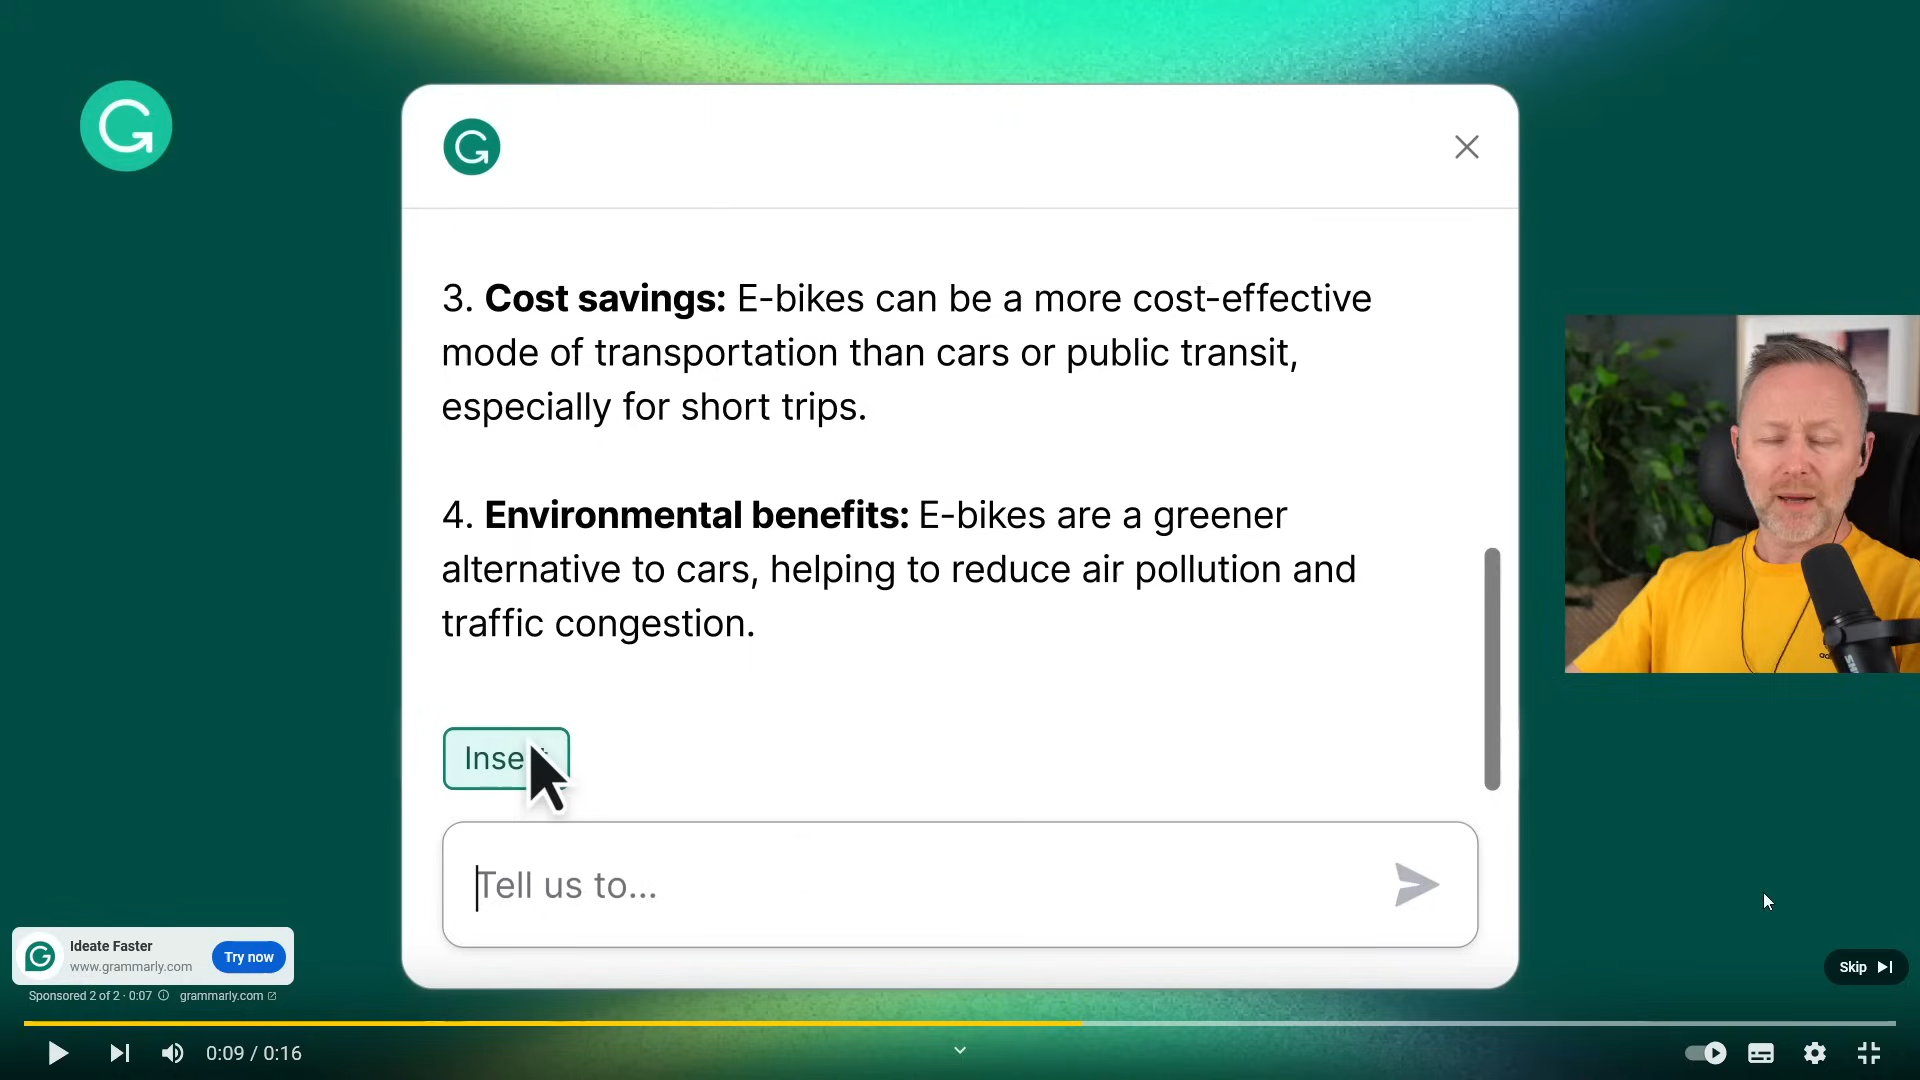 3. Cost savings: E-bikes can be a more cost-effective
mode of transportation than cars or public transit,
especially for short trips.
4. Environmental benefits: E-bikes are a greener
alternative to cars, helping to reduce air pollution and
traffic congestion.
Tell us to...
Ideate Faster
www.grammarly.com
Try now
Sponsored 2 of 2 · 0:07
grammarly.com
Skip
0:09 / 0:16